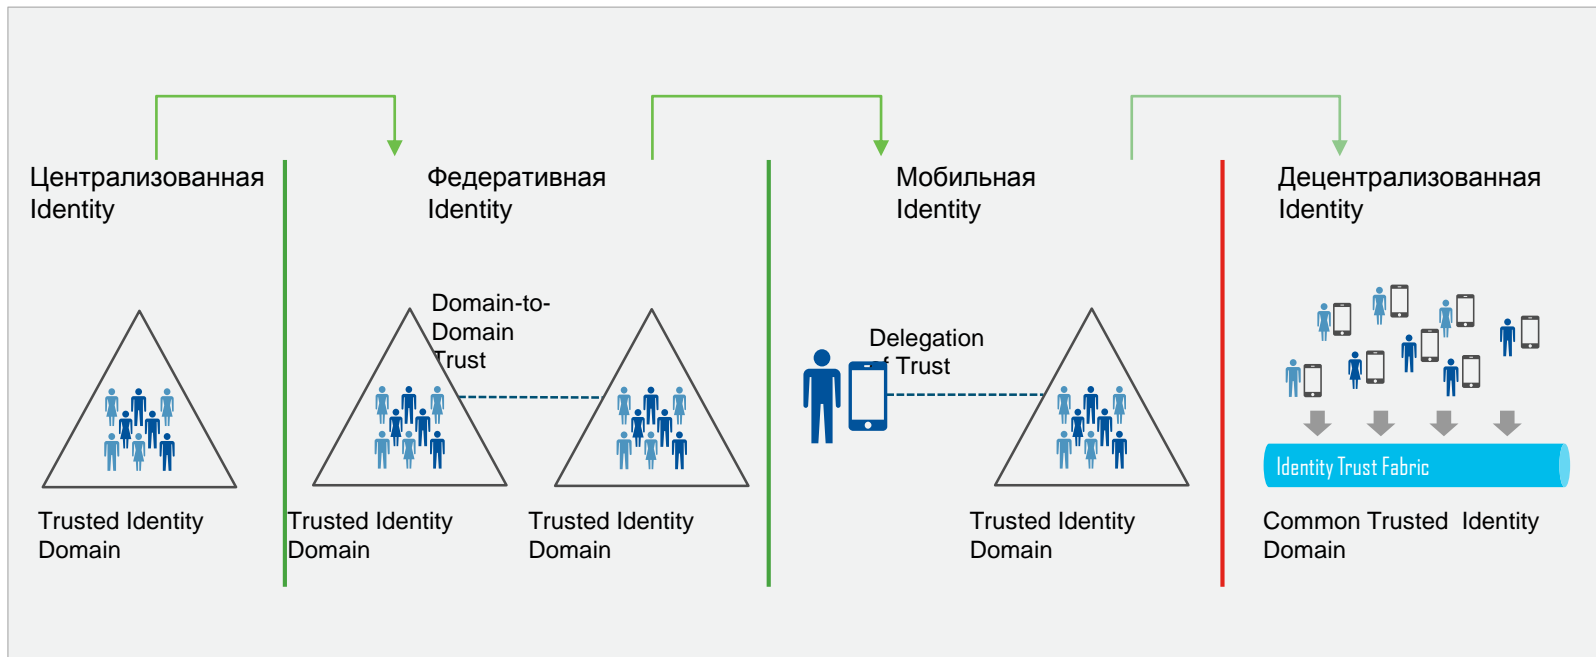 Централизованная
Identity
Федеративная
Identity
Мобильная
Identity
Децентрализованная
Identity
Domain-to-
Domain
Trust
Delegation
of Trust
Identity Trust Fabric
Trusted Identity
Domain
Trusted Identity
Domain
Trusted Identity
Domain
Trusted Identity
Domain
Common Trusted Identity
Domain